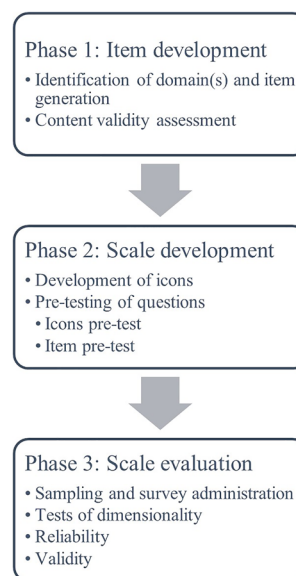 Phase 1: Item development
• Identification of domain(s) and item
generation
• Content validity assessment
Phase 2: Scale development
• Development of icons
• Pre-testing of questions
• Icons pre-test
• Item pre-test
Phase 3: Scale evaluation
• Sampling and survey administration
• Tests of dimensionality
• Reliability
• Validity